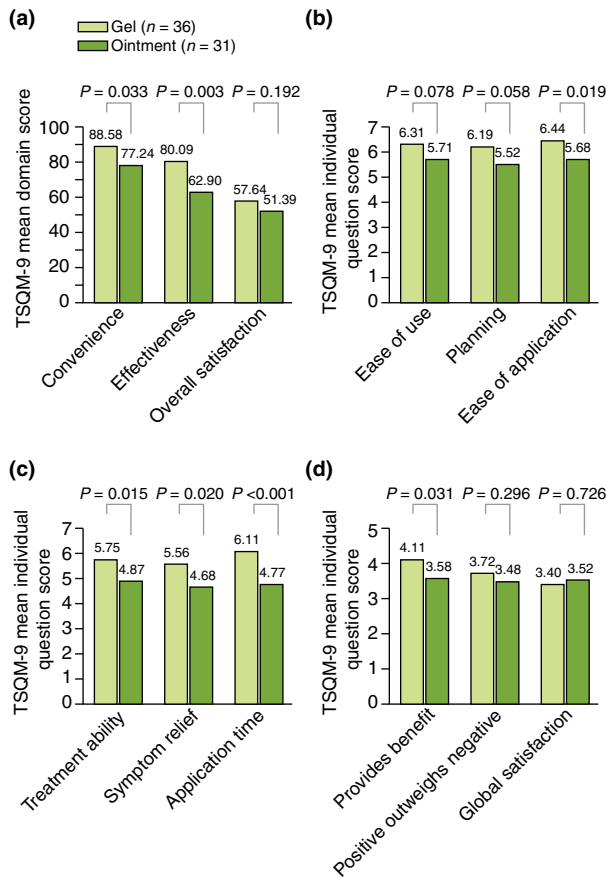 (a)
Gel (n = 36)
Ointment (n = 31)
P = 0.033 P = 0.003 P = 0.192
TSQM-9 mean domain score
100
80
60
40
20
0
88.58
77.24
80.09
62.90
57.64
51.39
Convenience
Effectiveness
Overall satisfaction
(b)
P = 0.078 P = 0.058 P = 0.019
TSQM-9 mean individual
question score
7
6
5
4
3
2
1
0
6.31
5.71
6.19
5.52
6.44
5.68
Ease of use
Planning
Ease of application
(c)
P = 0.015 P = 0.020 P <0.001
TSQM-9 mean individual
question score
7
6
5
4
3
2
1
0
5.75
4.87
5.56
4.68
6.11
4.77
Treatment ability
Symptom relief
Application time
(d)
P = 0.031 P = 0.296 P = 0.726
TSQM-9 mean individual
question score
5
4
3
2
1
0
4.11
3.58
3.72
3.48
3.40
3.52
Provides benefit
Positive outweighs negative
Global satisfaction